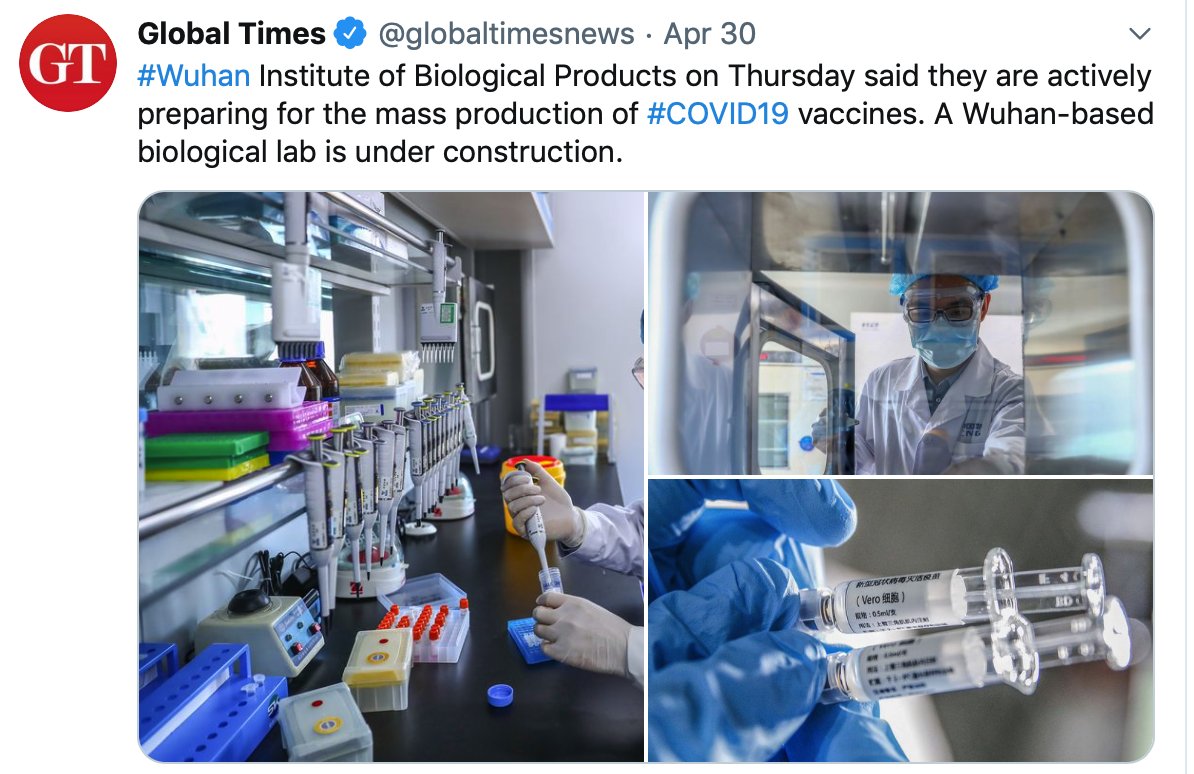 GT
Global Times @globaltimesnews · Apr 30
#Wuhan Institute of Biological Products on Thursday said they are actively
preparing for the mass production of #COVID19 vaccines. A Wuhan-based
biological lab is under construction.
新型冠状病毒灭活疫苗
(Vero 细胞)
规格：0.5ml/支
BD